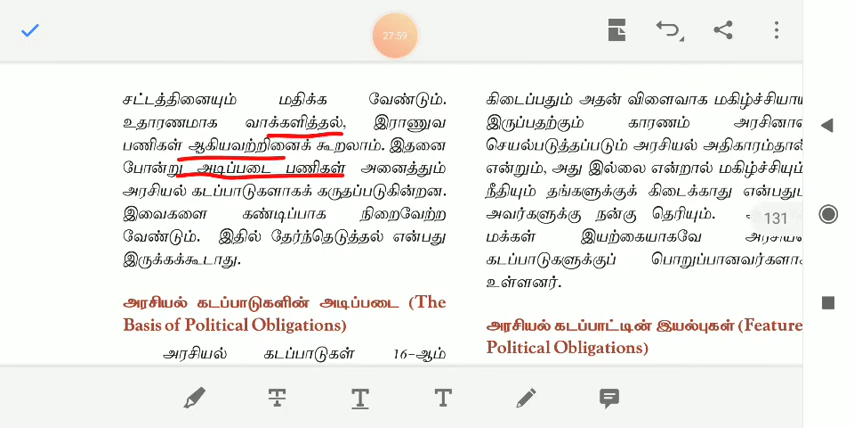 27:59
சட்டத்தினையும் மதிக்க வேண்டும்.
உதாரணமாக வாக்களித்தல், இராணுவ
பணிகள் ஆகியவற்றினைக் கூறலாம். இதனை
போன்று அடிப்படை பணிகள் அனைத்தும்
அரசியல் கடப்பாடுகளாகக் கருதப்படுகின்றன.
இவைகளை கண்டிப்பாக நிறைவேற்ற
வேண்டும். இதில் தேர்ந்தெடுத்தல் என்பது
இருக்கக்கூடாது.
அரசியல் கடப்பாடுகளின் அடிப்படை (The
Basis of Political Obligations)
அரசியல் கடப்பாடுகள் 16-ஆம்
கிடைப்பதும் அதன் விளைவாக மகிழ்ச்சியாய்
இருப்பதற்கும் காரணம் அரசினால்
செயல்படுத்தப்படும் அரசியல் அதிகாரம்தான்
என்றும், அது இல்லை என்றால் மகிழ்ச்சியும்
நீதியும் தங்களுக்குக் கிடைக்காது என்பதும்
அவர்களுக்கு நன்கு தெரியும்.
மக்கள் இயற்கையாகவே அரசியல்
கடப்பாடுகளுக்குப் பொறுப்பானவர்களாக
உள்ளனர்.
131
அரசியல் கடப்பாட்டின் இயல்புகள் (Feature
Political Obligations)